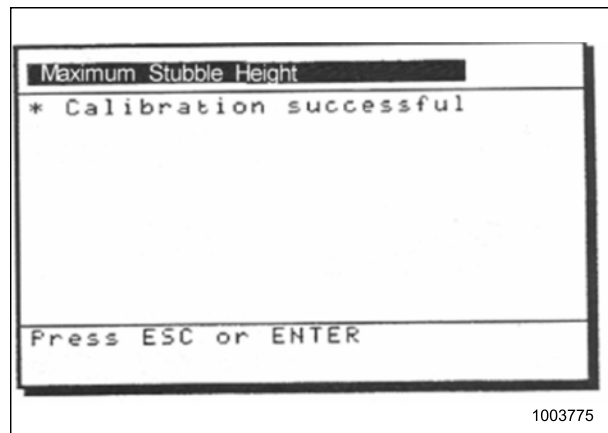 Maximum Stubble Height
* Calibration successful
Press ESC or ENTER
1003775